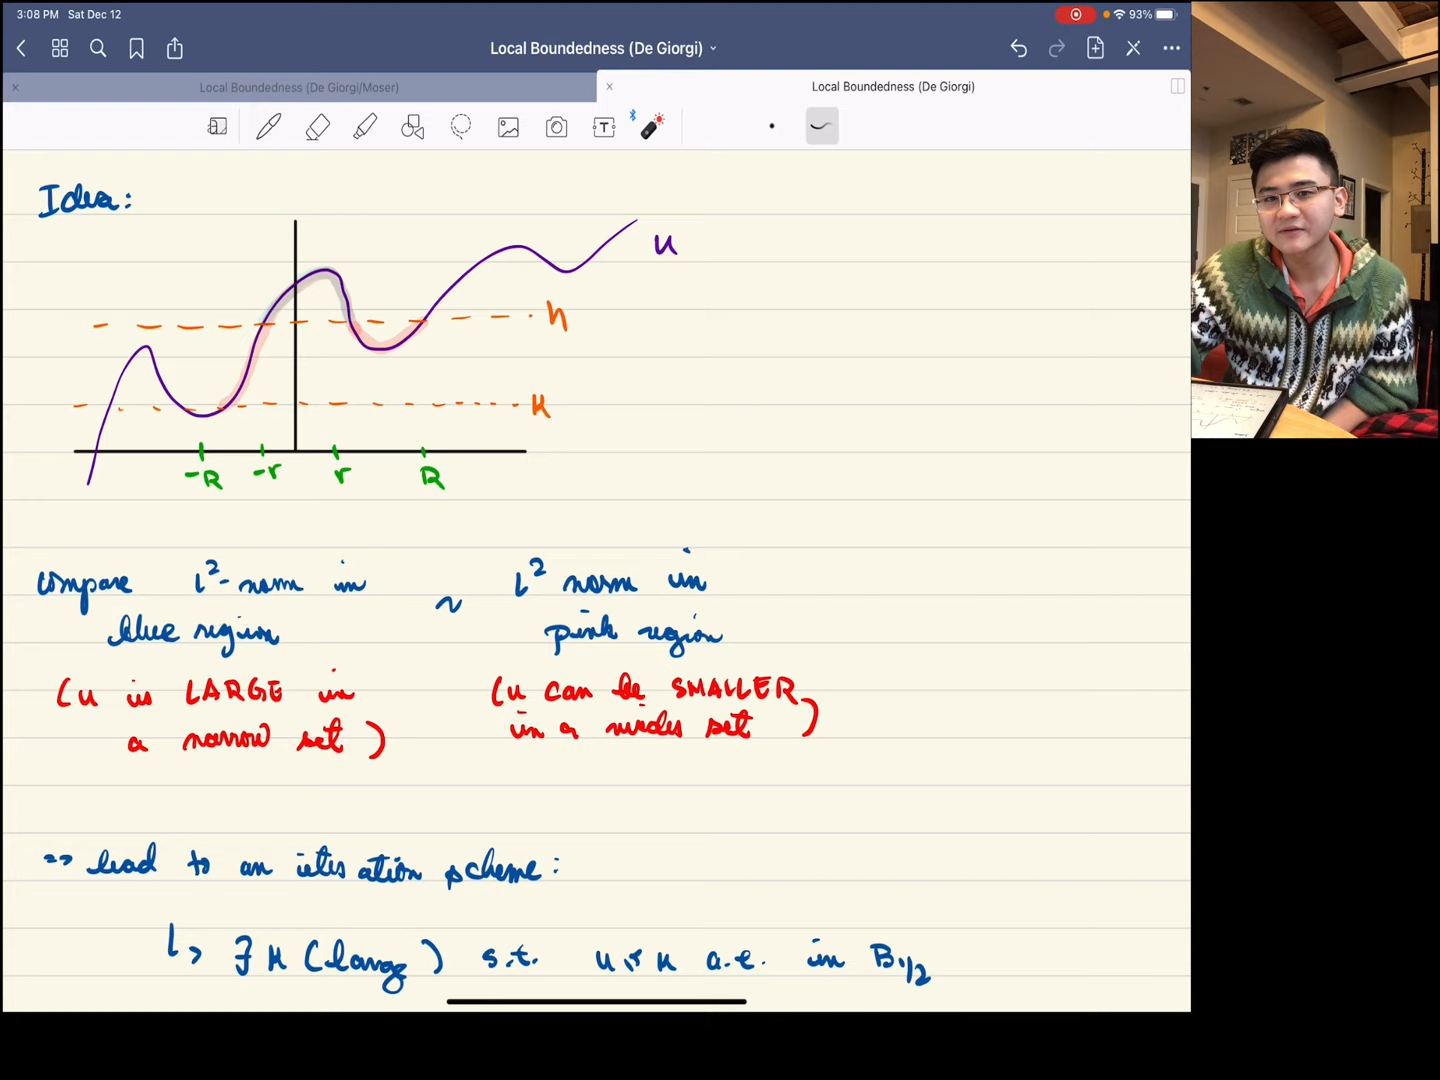 3:08 PM Sat Dec 12
93%
Local Boundedness (De Giorgi)
Local Boundedness (De Giorgi/Moser)
Local Boundedness (De Giorgi)
T
Idea:
u
h
k
-R -r r R
compare L²-norm in ~ L² norm in
blue region pink region
(u is LARGE in (u can be SMALLER
a narrow set) in a wider set)
=> lead to an iteration scheme:
↳ ∃ k (large) s.t. u ≤ k a.e. in B₁/₂